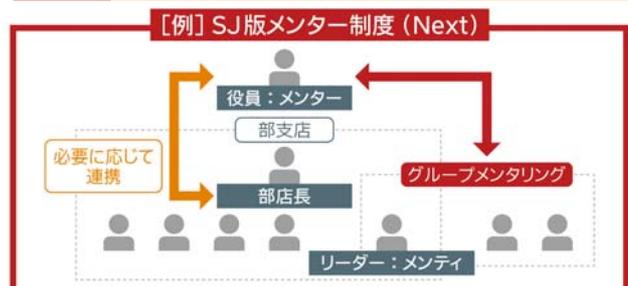 [例] SJ版メンター制度 (Next)
役員：メンター
部支店
必要に応じて
連携
部店長
グループメンタリング
リーダー：メンティ